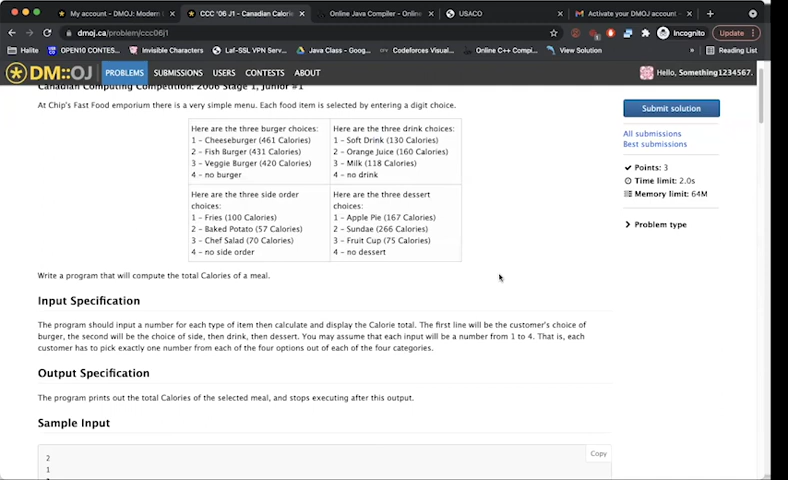 My account - DMOJ: Modern
CCC '06 J1 - Canadian Calorie
Online Java Compiler - Online
USACO
Activate your DMOJ account -
dmoj.ca/problem/ccc06j1
Incognito
Update
Halite
OPEN10 CONTES...
Invisible Characters
Laf-SSL VPN Serv...
Java Class - Goog...
Codeforces Visual...
Online C++ Compi...
View Solution
Reading List
DM::OJ
PROBLEMS
SUBMISSIONS
USERS
CONTESTS
ABOUT
Hello, Something1234567.
Canadian Computing Competition: 2006 Stage 1, Junior #1
At Chip's Fast Food emporium there is a very simple menu. Each food item is selected by entering a digit choice.
Here are the three burger choices:
1 - Cheeseburger (461 Calories)
2 - Fish Burger (431 Calories)
3 - Veggie Burger (420 Calories)
4 - no burger
Here are the three drink choices:
1 - Soft Drink (130 Calories)
2 - Orange Juice (160 Calories)
3 - Milk (118 Calories)
4 - no drink
Here are the three side order
choices:
1 - Fries (100 Calories)
2 - Baked Potato (57 Calories)
3 - Chef Salad (70 Calories)
4 - no side order
Here are the three dessert
choices:
1 - Apple Pie (167 Calories)
2 - Sundae (266 Calories)
3 - Fruit Cup (75 Calories)
4 - no dessert
Write a program that will compute the total Calories of a meal.
Input Specification
The program should input a number for each type of item then calculate and display the Calorie total. The first line will be the customer's choice of
burger, the second will be the choice of side, then drink, then dessert. You may assume that each input will be a number from 1 to 4. That is, each
customer has to pick exactly one number from each of the four options out of each of the four categories.
Output Specification
The program prints out the total Calories of the selected meal, and stops executing after this output.
Sample Input
Copy
2
1
Submit solution
All submissions
Best submissions
Points: 3
Time limit: 2.0s
Memory limit: 64M
Problem type